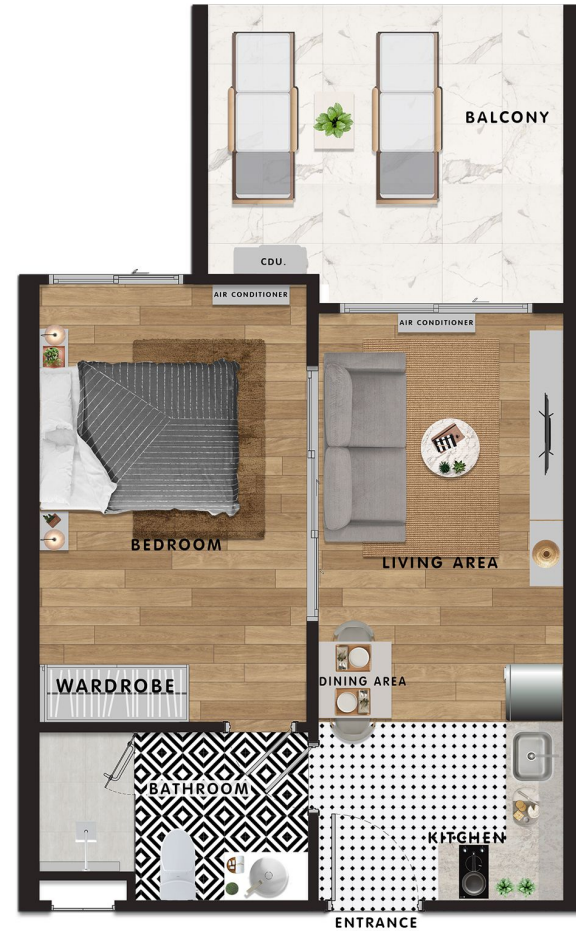 BALCONY
CDU.
AIR CONDITIONER
AIR CONDITIONER
BEDROOM
LIVING AREA
WARDROBE
DINING AREA
BATHROOM
KITCHEN
ENTRANCE